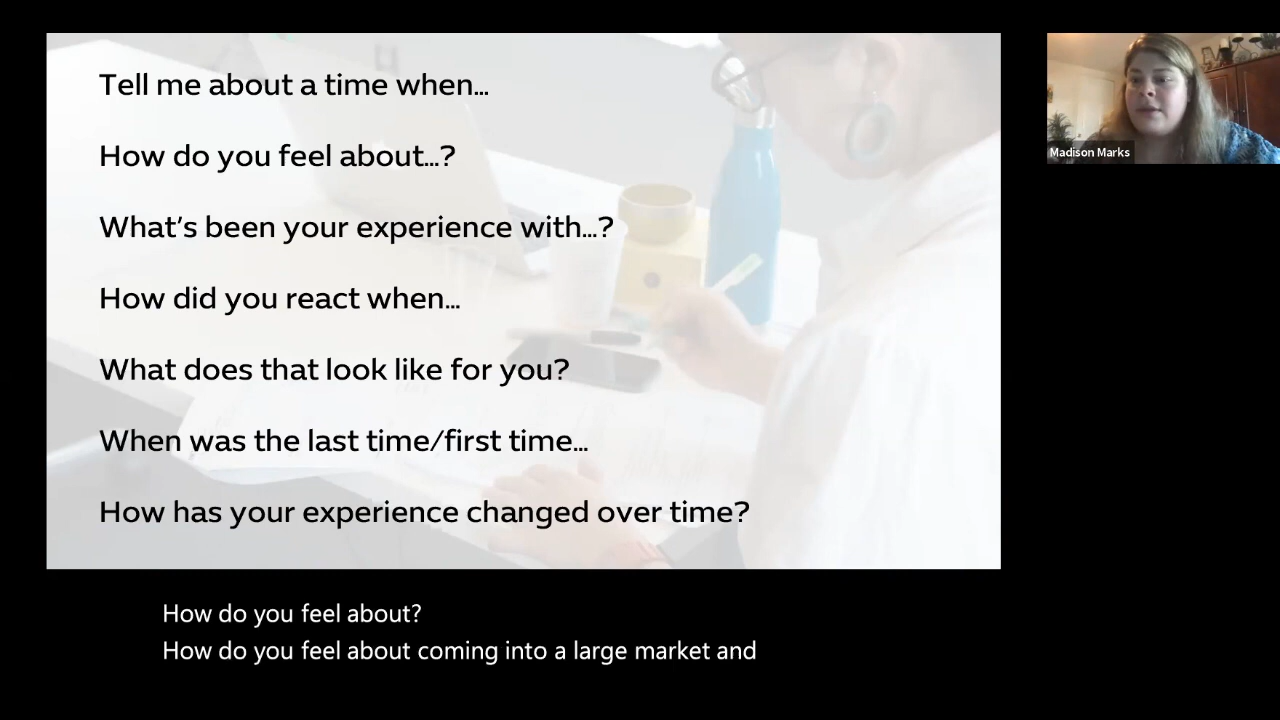 Tell me about a time when...
How do you feel about...?
What's been your experience with...?
How did you react when...
What does that look like for you?
When was the last time/first time...
How has your experience changed over time?
Madison Marks
How do you feel about?
How do you feel about coming into a large market and